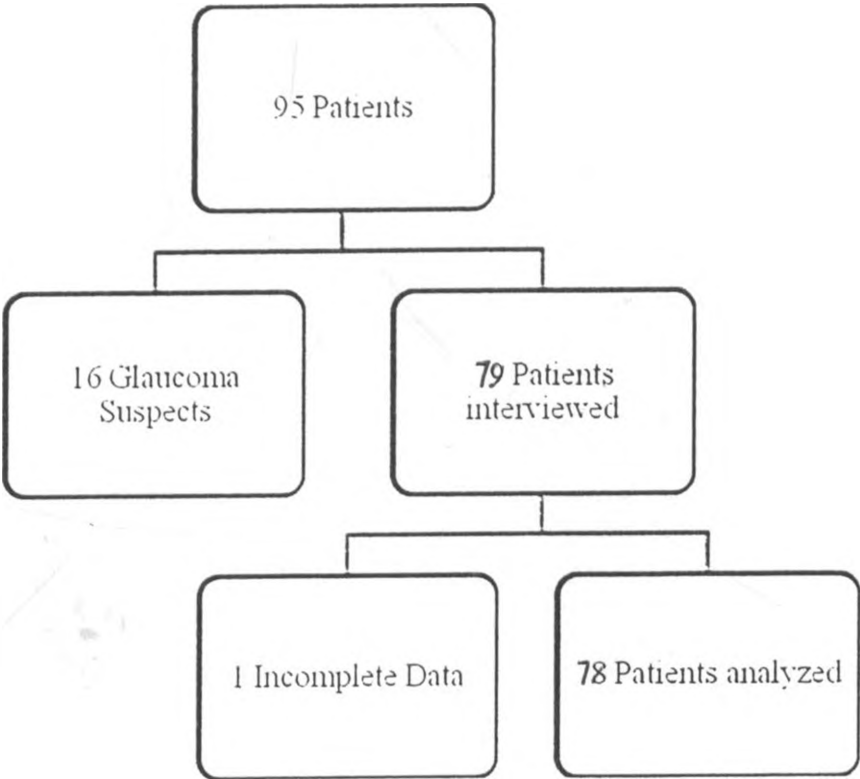 95 Patients
16 Glaucoma
Suspects
79 Patients
interviewed
1 Incomplete Data
78 Patients analyzed